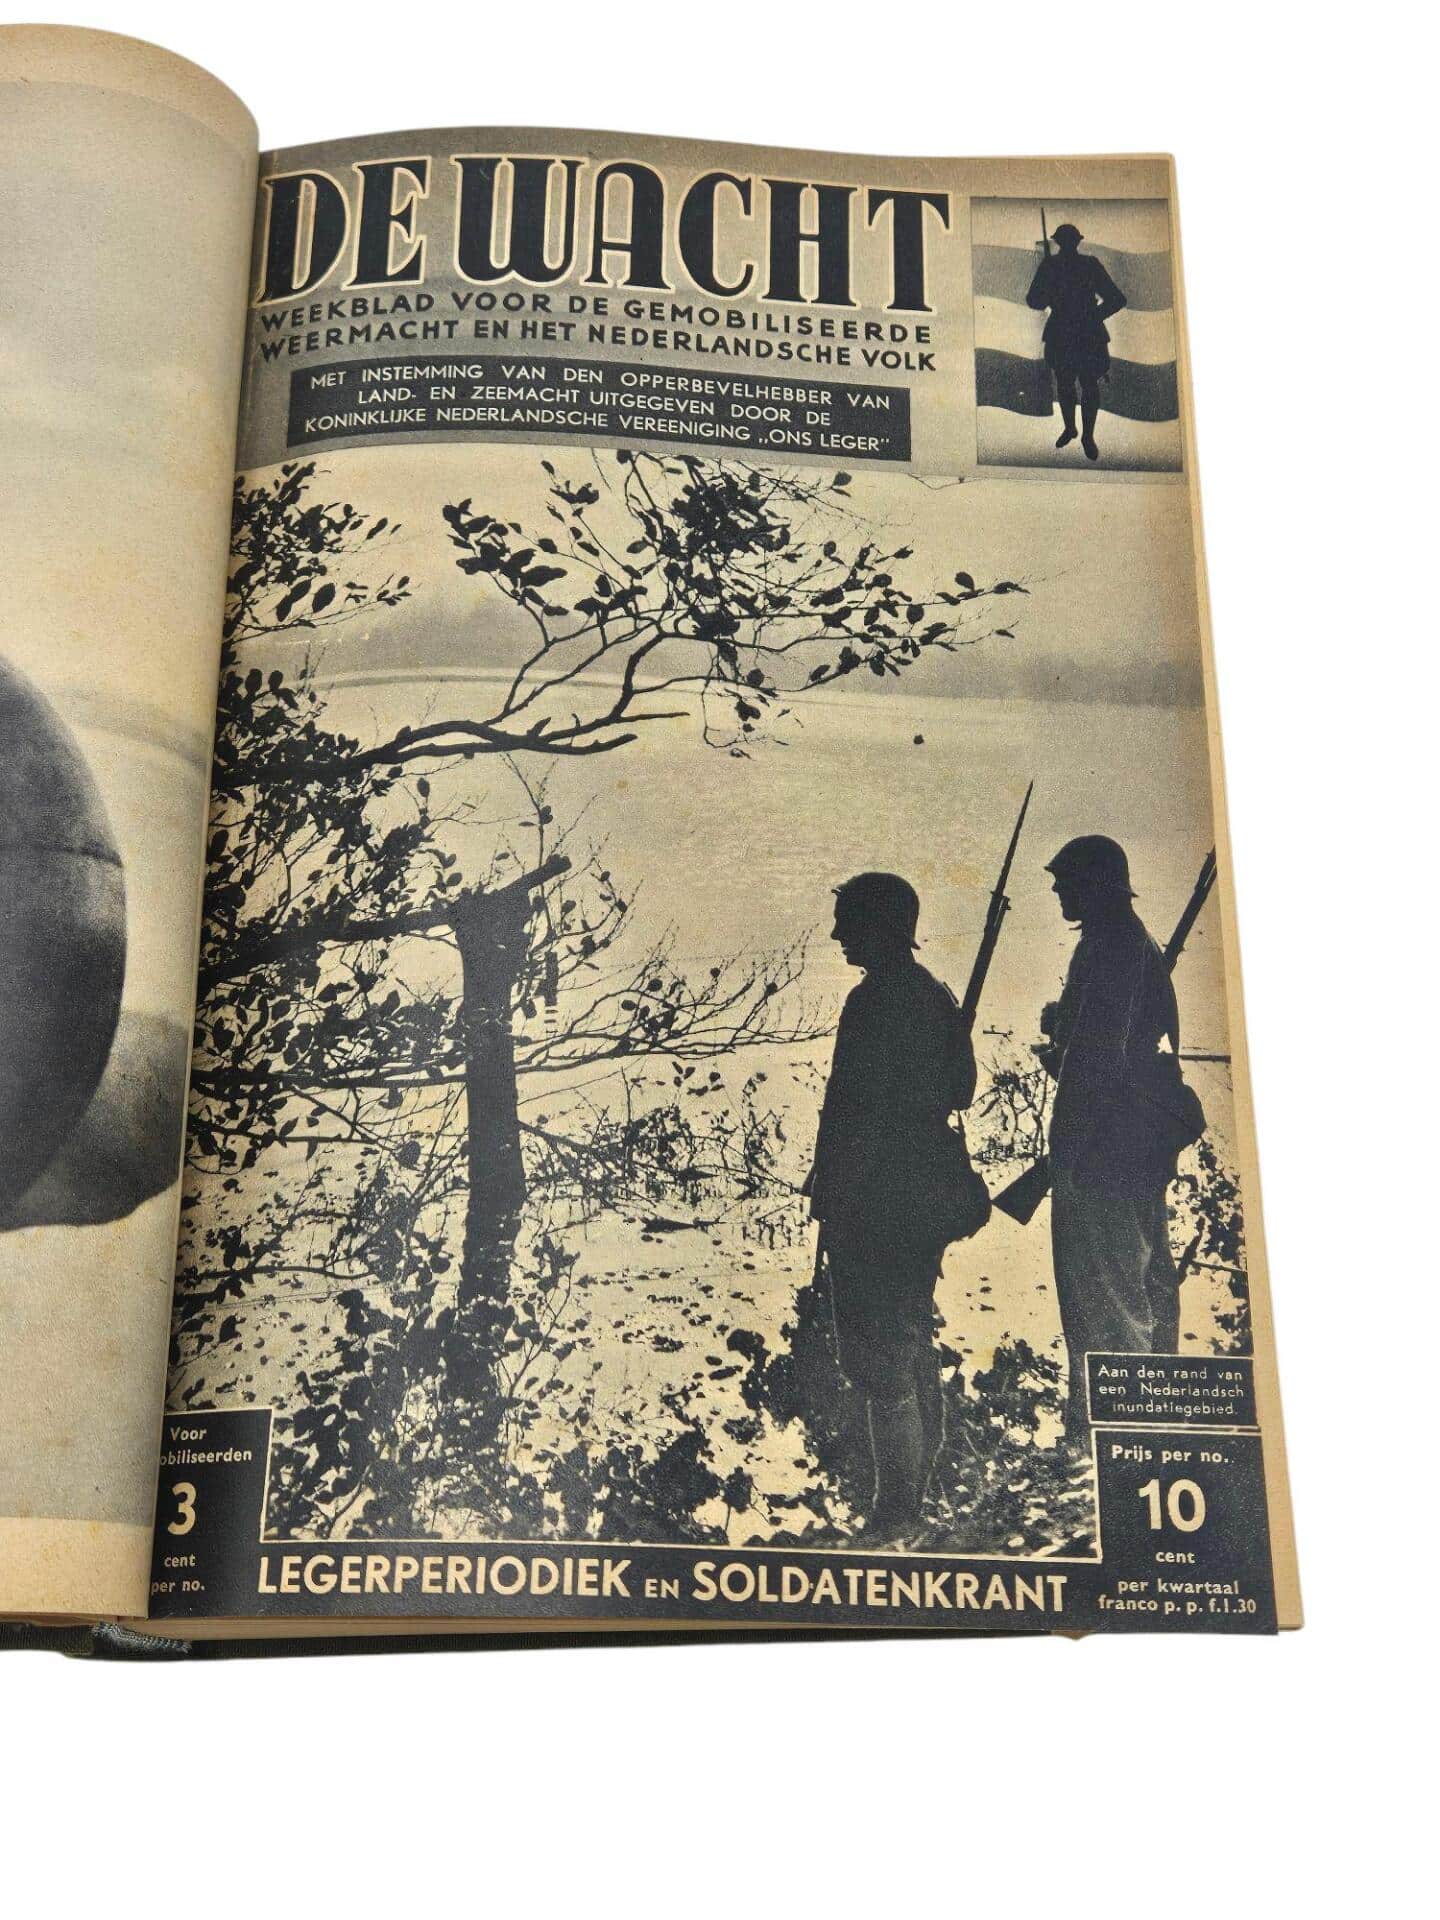 DE WACHT
WEEKBLAD VOOR DE GEMOBILISEERDE
WEERMACHT EN HET NEDERLANDSCHE VOLK
MET INSTEMMING VAN DEN OPPERBEVELHEBBER VAN
LAND- EN ZEEMACHT UITGEGEVEN DOOR DE
KONINKLIJKE NEDERLANDSCHE VEREENIGING „ONS LEGER"
Aan den rand van
een Nederlandsch
inundatiegebied.
Voor
obiliseerden
3
cent
per no.
Prijs per no.
10
cent
per kwartaal
franco p. p. f.1.30
LEGERPERIODIEK EN SOLDATENKRANT